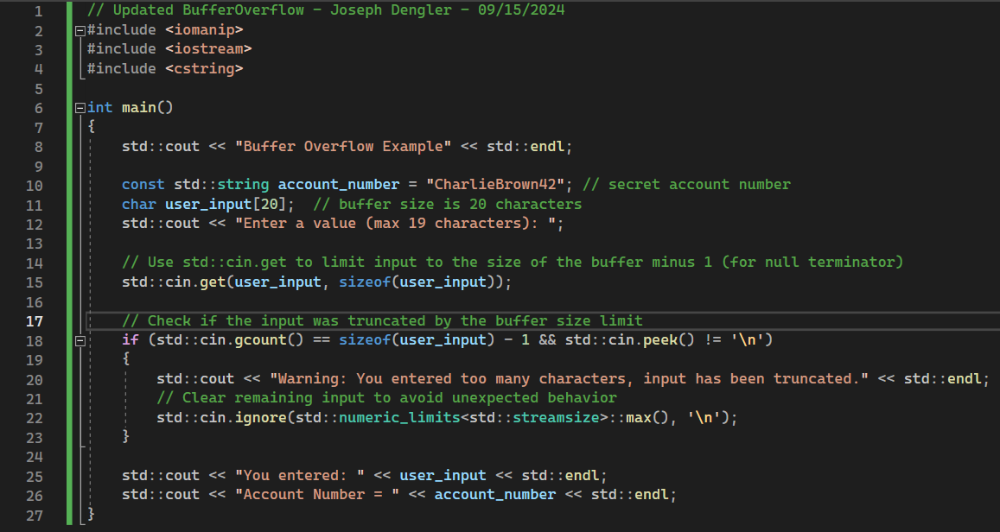 1 // Updated BufferOverflow - Joseph Dengler - 09/15/2024
2 #include <iomanip>
3 #include <iostream>
4 #include <cstring>
5
6 int main()
7 {
8     std::cout << "Buffer Overflow Example" << std::endl;
9
10     const std::string account_number = "CharlieBrown42"; // secret account number
11     char user_input[20];  // buffer size is 20 characters
12     std::cout << "Enter a value (max 19 characters): ";
13
14     // Use std::cin.get to limit input to the size of the buffer minus 1 (for null terminator)
15     std::cin.get(user_input, sizeof(user_input));
16
17     // Check if the input was truncated by the buffer size limit
18     if (std::cin.gcount() == sizeof(user_input) - 1 && std::cin.peek() != '\n')
19     {
20         std::cout << "Warning: You entered too many characters, input has been truncated." << std::endl;
21         // Clear remaining input to avoid unexpected behavior
22         std::cin.ignore(std::numeric_limits<std::streamsize>::max(), '\n');
23     }
24
25     std::cout << "You entered: " << user_input << std::endl;
26     std::cout << "Account Number = " << account_number << std::endl;
27 }